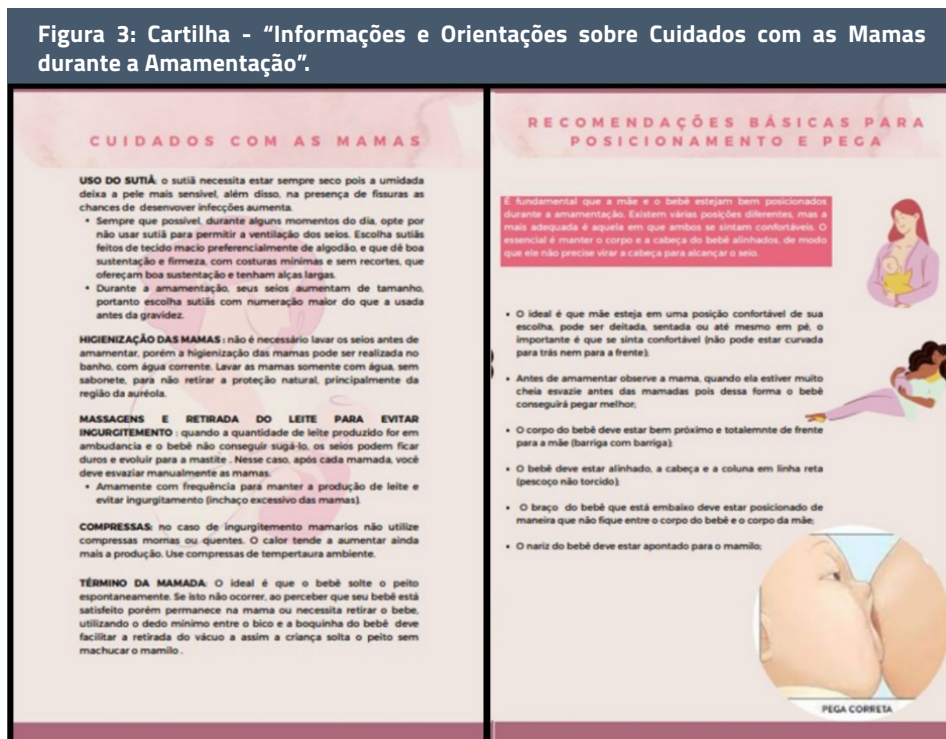 Figura 3: Cartilha - “Informações e Orientações sobre Cuidados com as Mamas
durante a Amamentação”.
CUIDADOS COM AS MAMAS
USO DO SUTIÃ: o sutiã necessita estar sempre seco pois a umidade
deixa a pele mais sensível, além disso, na presença de fissuras as
chances de desenvover infecções aumenta.
• Sempre que possível, durante alguns momentos do dia, opte por
não usar sutiã para permitir a ventilação dos seios. Escolha sutiãs
feitos de tecido macio preferencialmente de algodão, e que dê boa
sustentação e firmeza, com costuras mínimas e sem recortes, que
ofereçam boa sustentação e tenham alças largas.
• Durante a amamentação, seus seios aumentam de tamanho,
portanto escolha sutiãs com numeração maior do que a usada
antes da gravidez.
HIGIENIZAÇÃO DAS MAMAS : não é necessário lavar os seios antes de
amamentar, porém a higienização das mamas pode ser realizada no
banho, com água corrente. Lavar as mamas somente com água, sem
sabonete, para não retirar a proteção natural, principalmente da
região da auréola.
MASSAGENS E RETIRADA DO LEITE PARA EVITAR
INGURGITEMENTO : quando a quantidade de leite produzido for em
ambudancia e o bebê não conseguir sugá-lo, os seios podem ficar
duros e evoluir para a mastite . Nesse caso, após cada mamada, você
deve esvaziar manualmente as mamas.
• Amamente com frequência para manter a produção de leite e
evitar ingurgitamento (inchaço excessivo das mamas).
COMPRESSAS: no caso de ingurgitemento mamarios não utilize
compressas mornas ou quentes. O calor tende a aumentar ainda
mais a produção. Use compressas de tempertaura ambiente.
TÉRMINO DA MAMADA: O ideal é que o bebê solte o peito
espontaneamente. Se isto não ocorrer, ao perceber que seu bebê está
satisfeito porém permanece na mama ou necessita retirar o bebe,
utilizando o dedo mínimo entre o bico e a boquinha do bebê deve
facilitar a retirada do vácuo a assim a criança solta o peito sem
machucar o mamilo .
RECOMENDAÇÕES BÁSICAS PARA
POSICIONAMENTO E PEGA
É fundamental que a mãe e o bebê estejam bem posicionados
durante a amamentação. Existem várias posições diferentes, mas a
mais adequada é aquela em que ambos se sintam confortáveis. O
essencial é manter o corpo e a cabeça do bebê alinhados, de modo
que ele não precise virar a cabeça para alcançar o seio.
• O ideal é que mãe esteja em uma posição confortável de sua
escolha, pode ser deitada, sentada ou até mesmo em pé, o
importante é que se sinta confortável (não pode estar curvada
para trás nem para a frente);
• Antes de amamentar observe a mama, quando ela estiver muito
cheia esvazie antes das mamadas pois dessa forma o bebê
conseguirá pegar melhor;
• O corpo do bebê deve estar bem próximo e totalemnte de frente
para a mãe (barriga com barriga);
• O bebê deve estar alinhado, a cabeça e a coluna em linha reta
(pescoço não torcido);
• O braço do bebê que está embaixo deve estar posicionado de
maneira que não fique entre o corpo do bebê e o corpo da mãe;
• O nariz do bebê deve estar apontado para o mamilo;
PEGA CORRETA